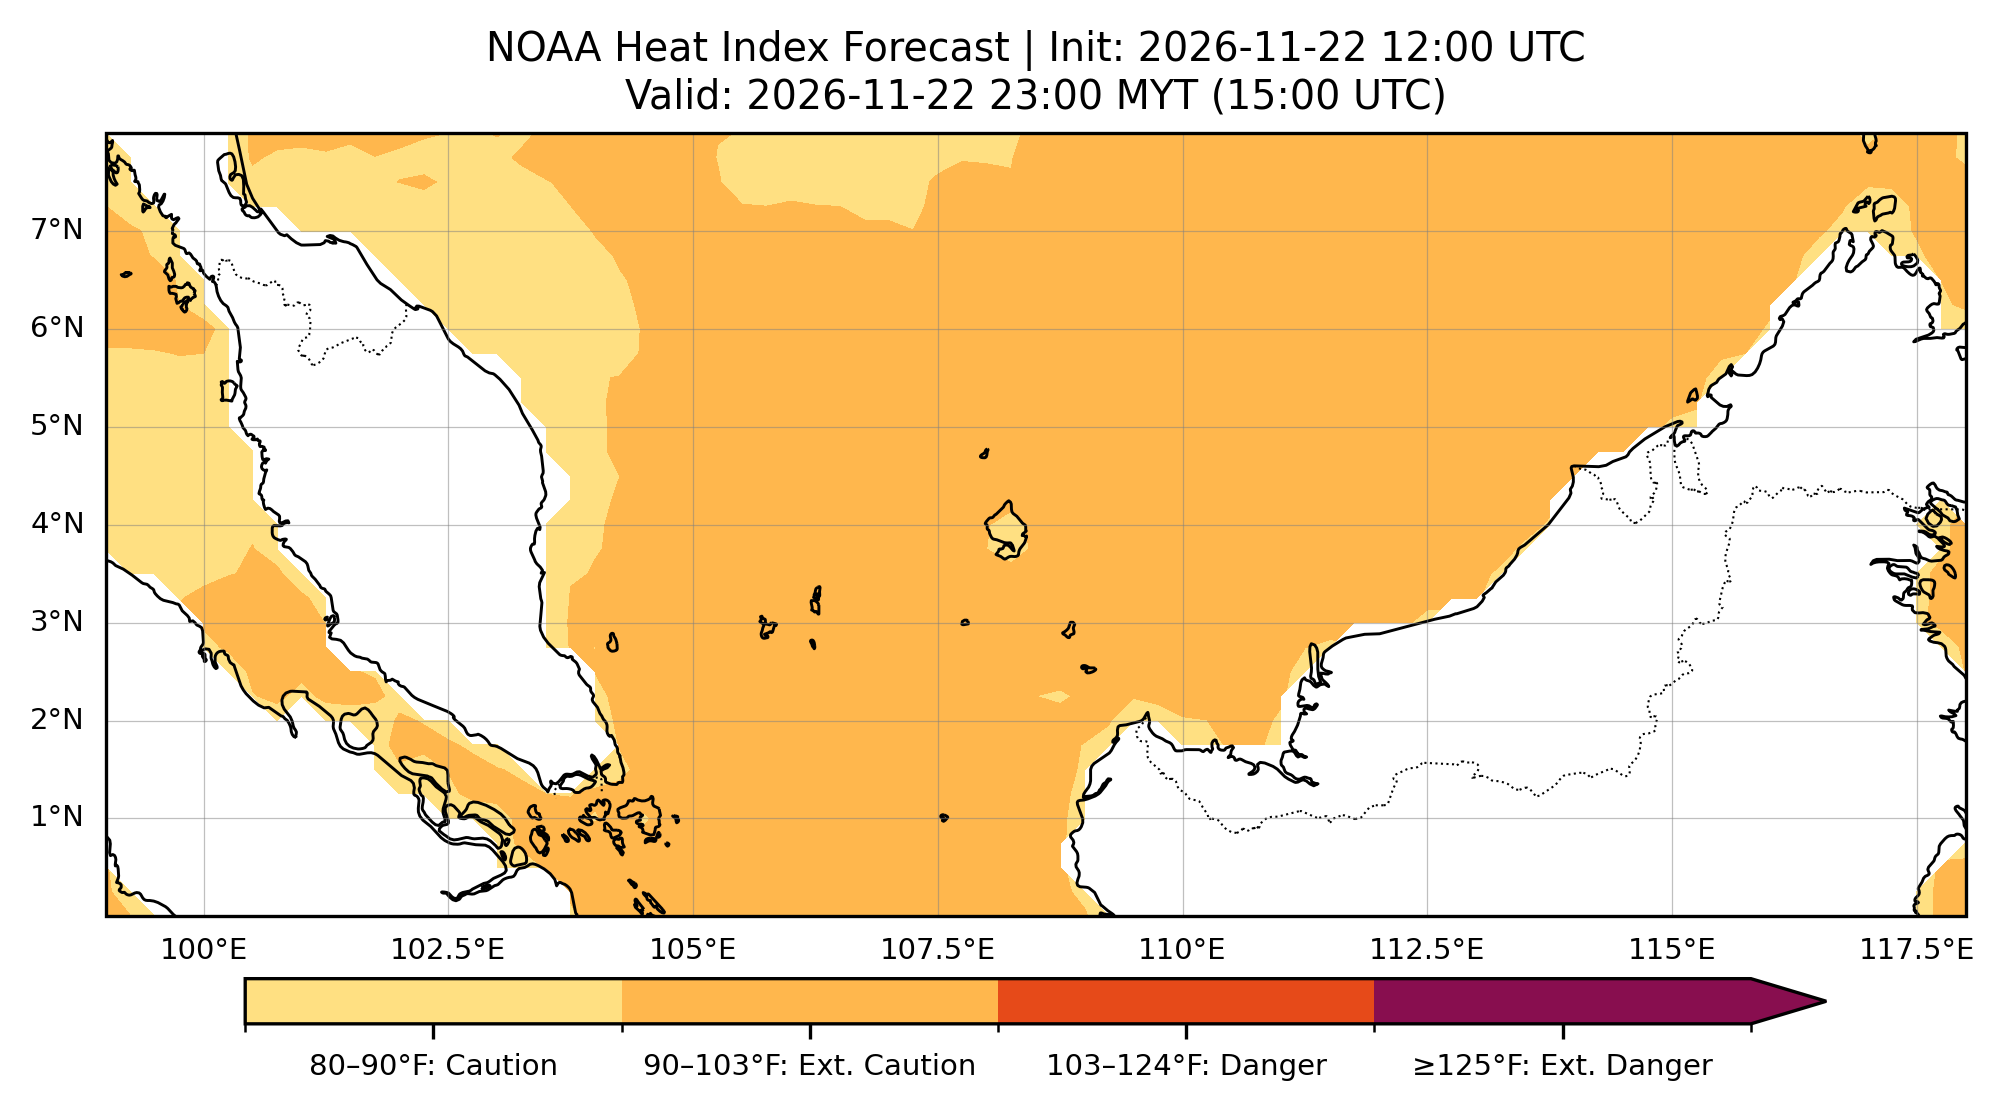 NOAA Heat Index Forecast | Init: 2026-11-22 12:00 UTC
Valid: 2026-11-22 23:00 MYT (15:00 UTC)
7°N
6°N
5°N
4°N
3°N
2°N
1°N
100°E
102.5°E
105°E
107.5°E
110°E
112.5°E
115°E
117.5°E
80–90°F: Caution
90–103°F: Ext. Caution
103–124°F: Danger
≥125°F: Ext. Danger